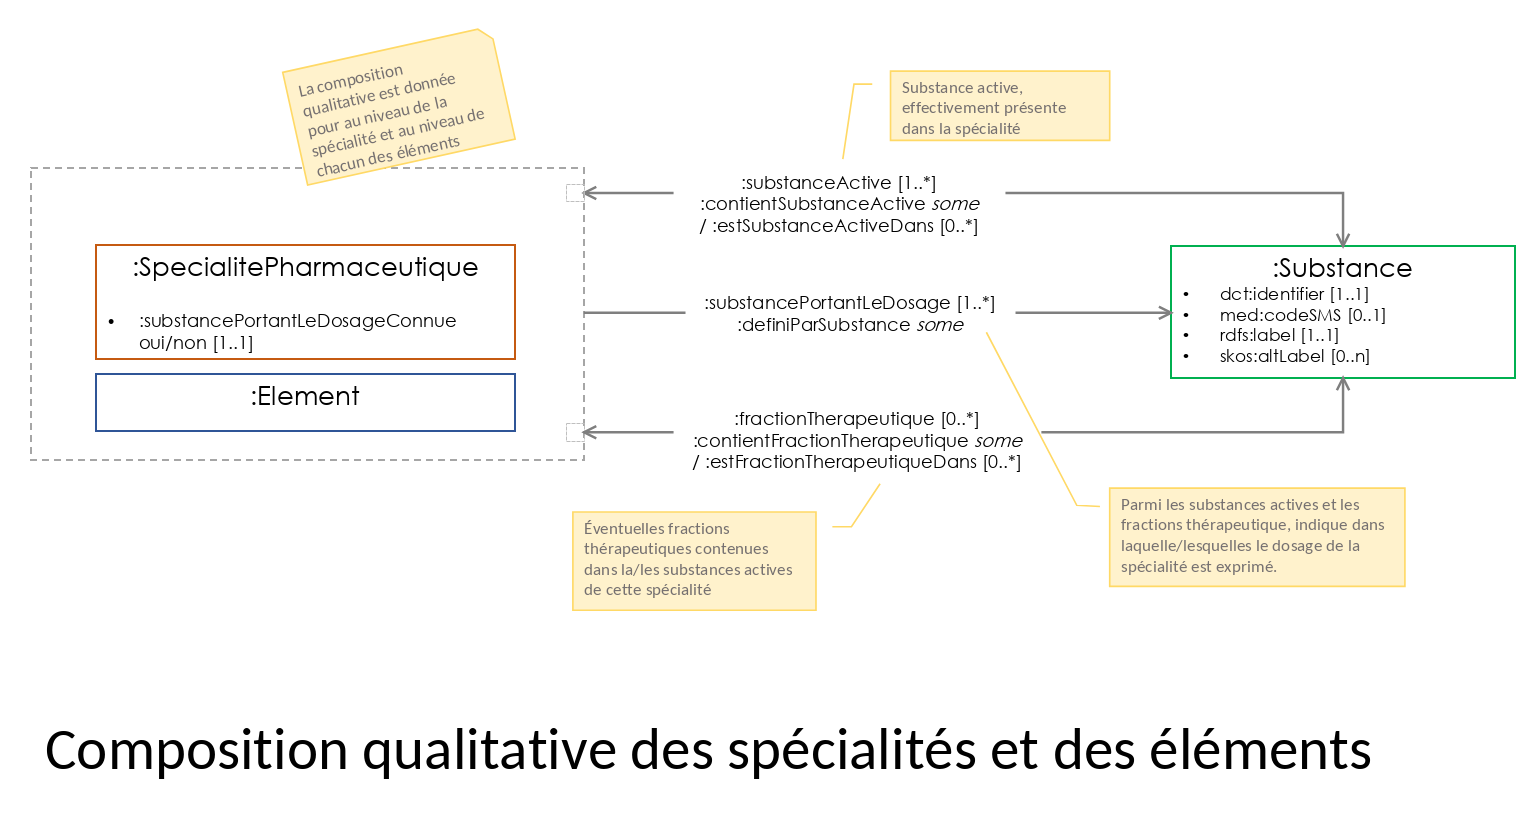 La composition
qualitative est donnée
pour au niveau de la
spécialité et au niveau de
chacun des éléments
Substance active,
effectivement présente
dans la spécialité
:substanceActive [1..*]
:contientSubstanceActive some
/ :estSubstanceActiveDans [0..*]
:SpecialitePharmaceutique
• :substancePortantLeDosageConnue
oui/non [1..1]
:Element
:substancePortantLeDosage [1..*]
:definiParSubstance some
:Substance
• dct:identifier [1..1]
• med:codeSMS [0..1]
• rdfs:label [1..1]
• skos:altLabel [0..n]
:fractionTherapeutique [0..*]
:contientFractionTherapeutique some
/ :estFractionTherapeutiqueDans [0..*]
Éventuelles fractions
thérapeutiques contenues
dans la/les substances actives
de cette spécialité
Parmi les substances actives et les
fractions thérapeutique, indique dans
laquelle/lesquelles le dosage de la
spécialité est exprimé.
Composition qualitative des spécialités et des éléments